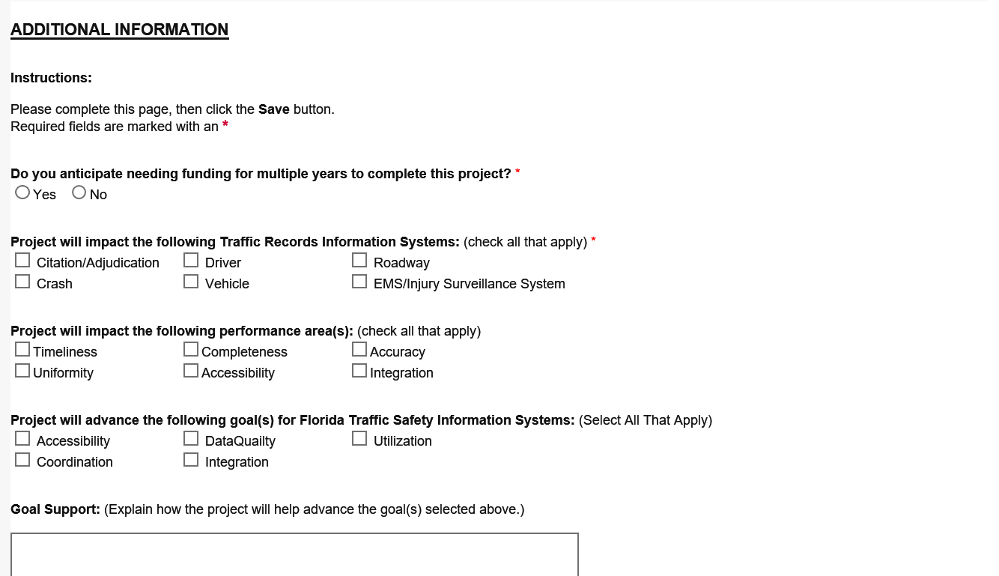 ADDITIONAL INFORMATION
Instructions:
Please complete this page, then click the Save button.
Required fields are marked with an *
Do you anticipate needing funding for multiple years to complete this project? *
Yes No
Project will impact the following Traffic Records Information Systems: (check all that apply) *
Citation/Adjudication Driver Roadway
Crash Vehicle EMS/Injury Surveillance System
Project will impact the following performance area(s): (check all that apply)
Timeliness Completeness Accuracy
Uniformity Accessibility Integration
Project will advance the following goal(s) for Florida Traffic Safety Information Systems: (Select All That Apply)
Accessibility DataQuailty Utilization
Coordination Integration
Goal Support: (Explain how the project will help advance the goal(s) selected above.)